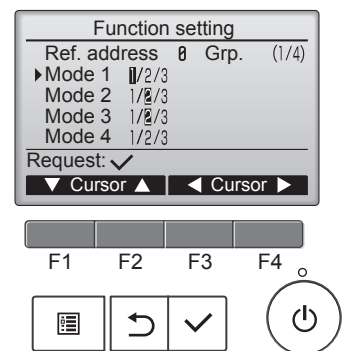 Function setting
Ref. address 0 Grp. (1/4)
Mode 1 1/2/3
Mode 2 1/2/3
Mode 3 1/2/3
Mode 4 1/2/3
Request: ✓
▼ Cursor ▲ ◀ Cursor ▶
F1 F2 F3 F4